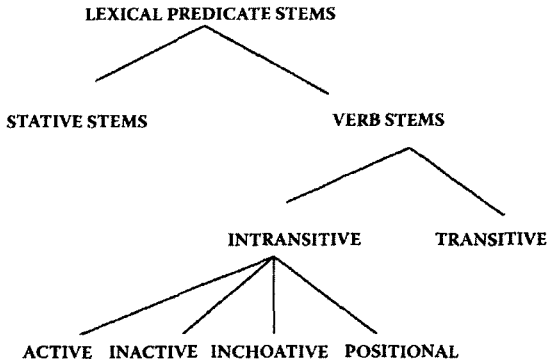 LEXICAL PREDICATE STEMS
STATIVE STEMS VERB STEMS
INTRANSITIVE TRANSITIVE
ACTIVE INACTIVE INCHOATIVE POSITIONAL